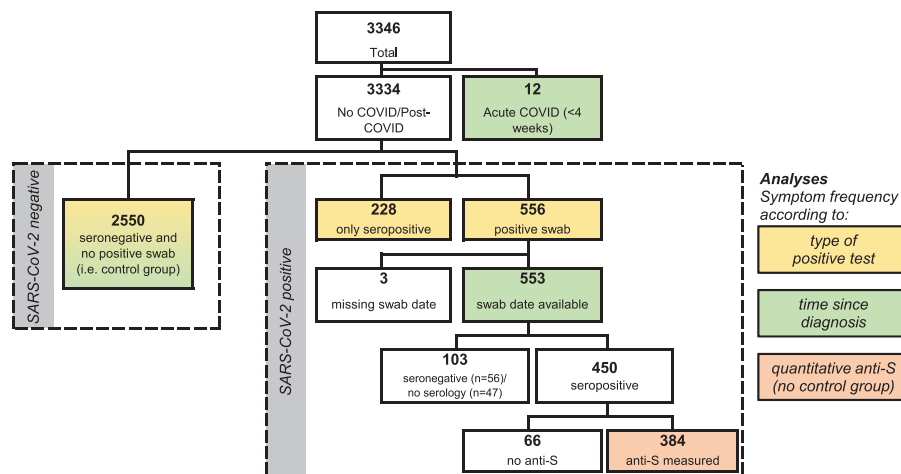 3346
Total
3334
No COVID/Post-
COVID
12
Acute COVID (<4
weeks)
SARS-CoV-2 negative
2550
seronegative and
no positive swab
(i.e. control group)
SARS-CoV-2 positive
228
only seropositive
556
positive swab
3
missing swab date
553
swab date available
103
seronegative (n=56)/
no serology (n=47)
450
seropositive
66
no anti-S
384
anti-S measured
Analyses
Symptom frequency
according to:
type of
positive test
time since
diagnosis
quantitative anti-S
(no control group)